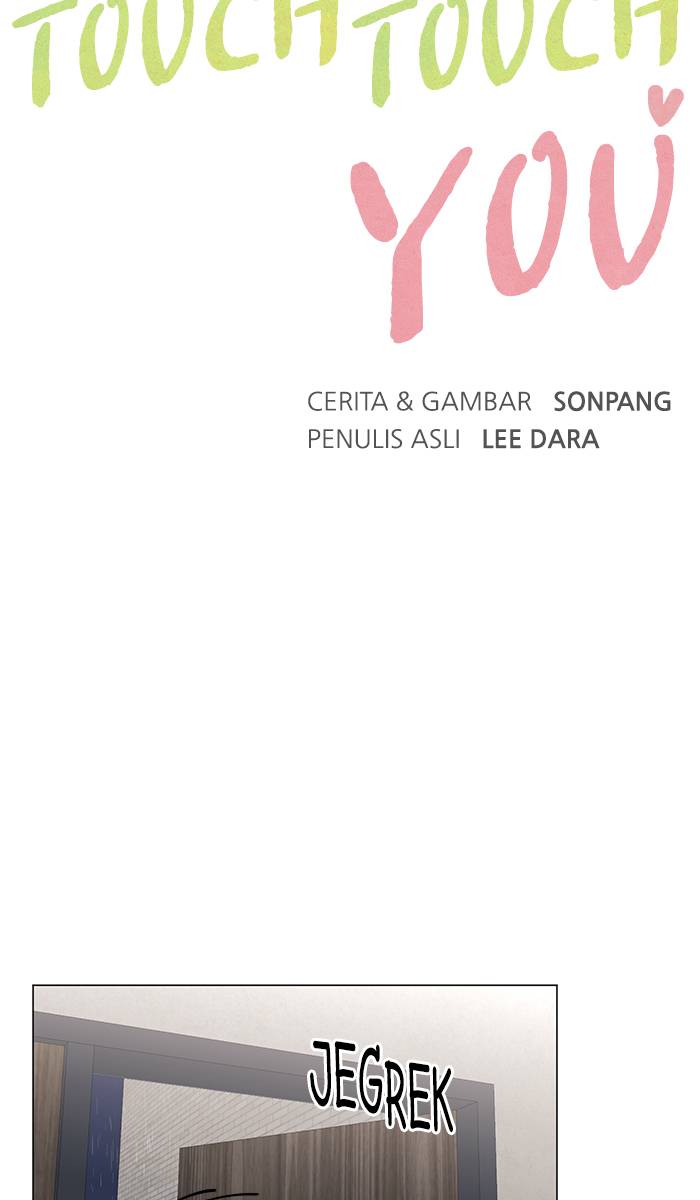 TOUCH TOUCH
YOU
CERITA & GAMBAR SONPANG
PENULIS ASLI LEE DARA
JEGREK